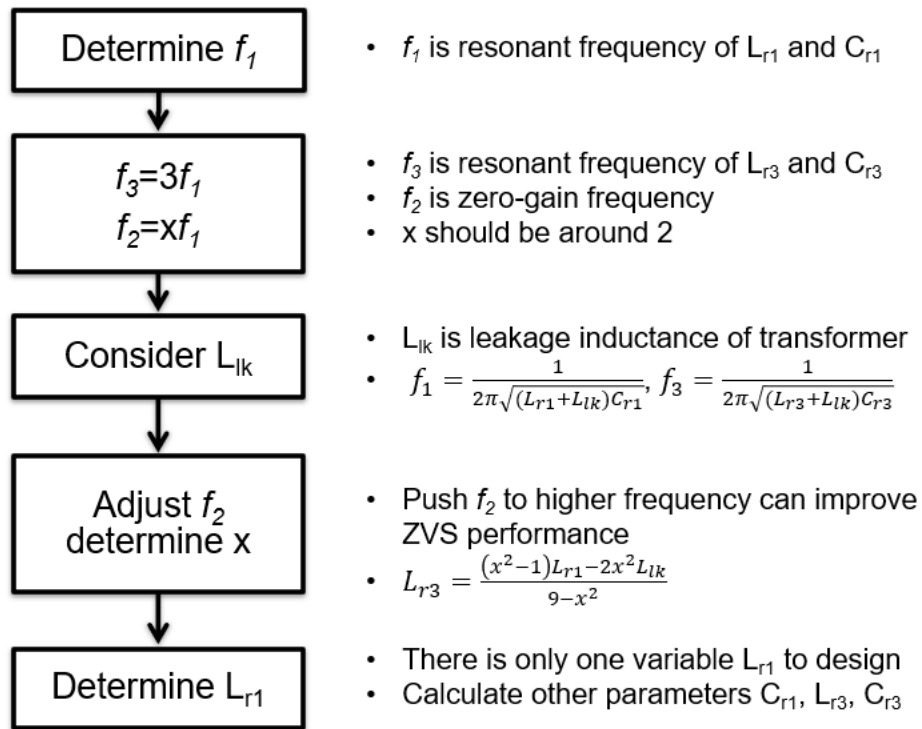 Determine f₁
• f₁ is resonant frequency of Lᵣ₁ and Cᵣ₁
f₃=3f₁
f₂=xf₁
• f₃ is resonant frequency of Lᵣ₃ and Cᵣ₃
• f₂ is zero-gain frequency
• x should be around 2
Consider Lₗₖ
• Lₗₖ is leakage inductance of transformer
• f₁ = 1/(2π√((Lᵣ₁+Lₗₖ)Cᵣ₁)), f₃ = 1/(2π√((Lᵣ₃+Lₗₖ)Cᵣ₃))
Adjust f₂
determine x
• Push f₂ to higher frequency can improve
ZVS performance
• Lᵣ₃ = ((x²−1)Lᵣ₁−2x²Lₗₖ)/(9−x²)
Determine Lᵣ₁
• There is only one variable Lᵣ₁ to design
• Calculate other parameters Cᵣ₁, Lᵣ₃, Cᵣ₃